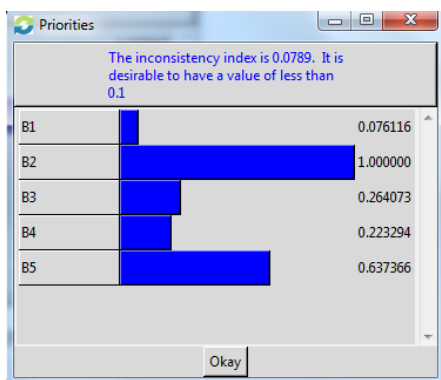 Priorities
The inconsistency index is 0.0789. It is
desirable to have a value of less than
0.1
B1 0.076116
B2 1.000000
B3 0.264073
B4 0.223294
B5 0.637366
Okay